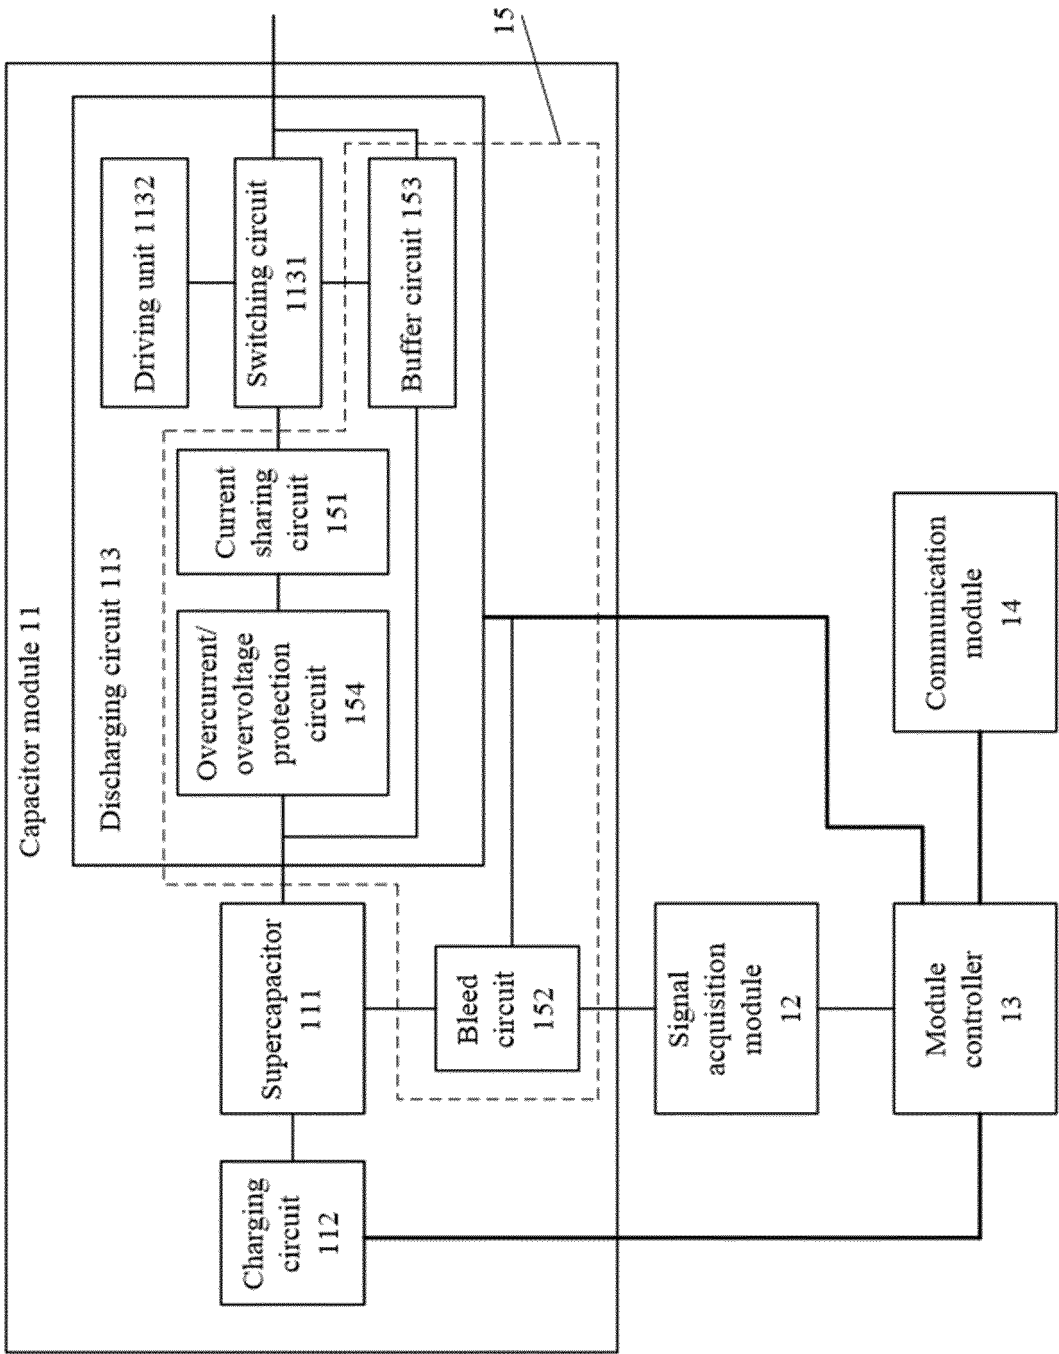 Capacitor module 11
Discharging circuit 113
15
Driving unit 1132
Switching circuit
1131
Buffer circuit 153
Current
sharing
circuit
151
Overcurrent/
overvoltage
protection
circuit
154
Supercapacitor
111
Charging
circuit
112
Bleed
circuit
152
Signal
acquisition
module
12
Module
controller
13
Communication
module
14